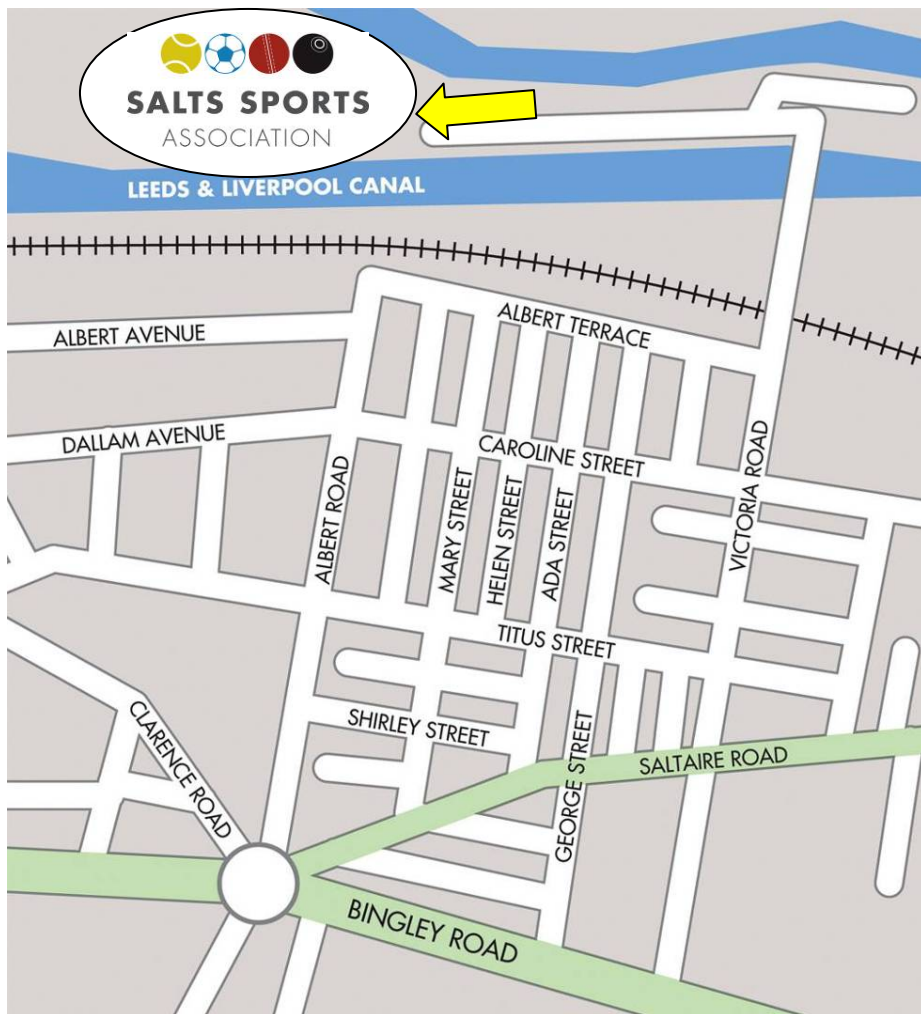 SALTS SPORTS
ASSOCIATION
LEEDS & LIVERPOOL CANAL
ALBERT AVENUE
ALBERT TERRACE
DALLAM AVENUE
CAROLINE STREET
ALBERT ROAD
MARY STREET
HELEN STREET
ADA STREET
VICTORIA ROAD
TITUS STREET
SHIRLEY STREET
CLARENCE ROAD
GEORGE STREET
SALTAIRE ROAD
BINGLEY ROAD